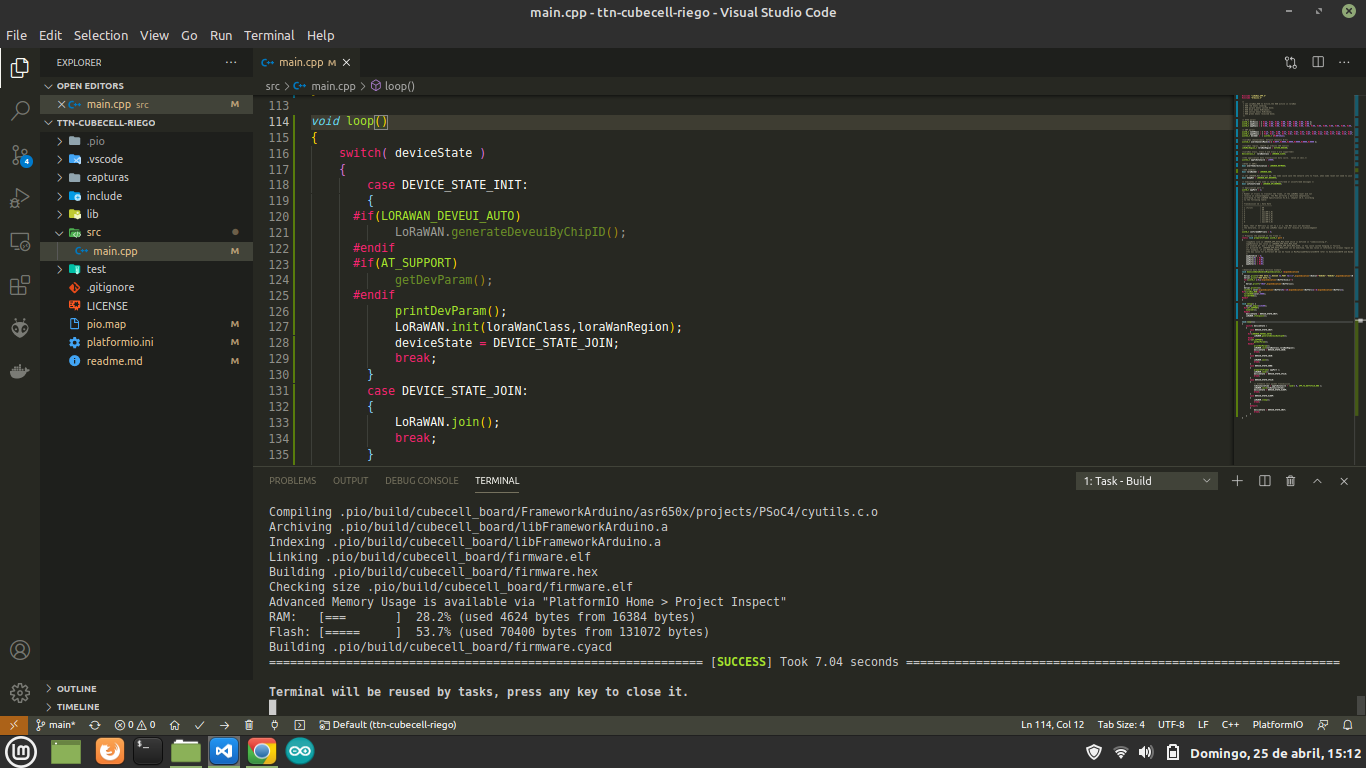 main.cpp - ttn-cubecell-riego - Visual Studio Code
File Edit Selection View Go Run Terminal Help
EXPLORER ...
OPEN EDITORS
main.cpp src M
TTN-CUBECELL-RIEGO
.pio
.vscode
capturas
include
lib
src
main.cpp M
test
.gitignore
LICENSE
pio.map M
platformio.ini M
readme.md M
OUTLINE
TIMELINE
4
main.cpp M
src > main.cpp > loop()
113
114 void loop()
115 {
116 switch( deviceState )
117 {
118 case DEVICE_STATE_INIT:
119 {
120 #if(LORAWAN_DEVEUI_AUTO)
121 LoRaWAN.generateDeveuiByChipID();
122 #endif
123 #if(AT_SUPPORT)
124 getDevParam();
125 #endif
126 printDevParam();
127 LoRaWAN.init(loraWanClass,loraWanRegion);
128 deviceState = DEVICE_STATE_JOIN;
129 break;
130 }
131 case DEVICE_STATE_JOIN:
132 {
133 LoRaWAN.join();
134 break;
135 }
PROBLEMS OUTPUT DEBUG CONSOLE TERMINAL 1: Task - Build
Compiling .pio/build/cubecell_board/FrameworkArduino/asr650x/projects/PSoC4/cyutils.c.o
Archiving .pio/build/cubecell_board/libFrameworkArduino.a
Indexing .pio/build/cubecell_board/libFrameworkArduino.a
Linking .pio/build/cubecell_board/firmware.elf
Building .pio/build/cubecell_board/firmware.hex
Checking size .pio/build/cubecell_board/firmware.elf
Advanced Memory Usage is available via "PlatformIO Home > Project Inspect"
RAM: [=== ] 28.2% (used 4624 bytes from 16384 bytes)
Flash: [===== ] 53.7% (used 70400 bytes from 131072 bytes)
Building .pio/build/cubecell_board/firmware.cyacd
============================================================== [SUCCESS] Took 7.04 seconds ==============================================================
Terminal will be reused by tasks, press any key to close it.
main* 0 0 Default (ttn-cubecell-riego) Ln 114, Col 12 Tab Size: 4 UTF-8 LF C++ PlatformIO
Domingo, 25 de abril, 15:12